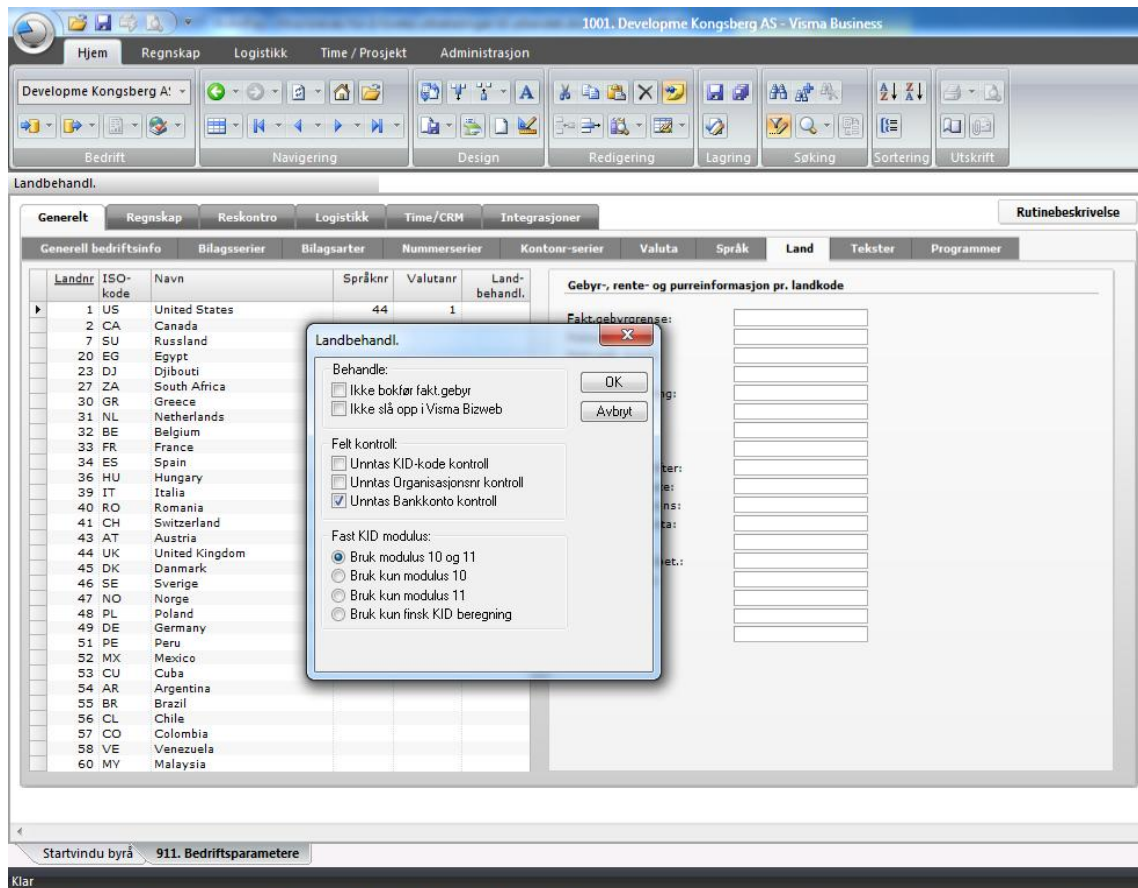 1001. Developme Kongsberg AS - Visma Business
Hjem Regnskap Logistikk Time / Prosjekt Administrasjon
Developme Kongsberg A:
Bedrift Navigering Design Redigering Lagring Søking Sortering Utskrift
Landbehandl.
Generelt Regnskap Reskontro Logistikk Time/CRM Integrasjoner Rutinebeskrivelse
Generell bedriftsinfo Bilagsserier Bilagsarter Nummerserier Kontonr-serier Valuta Språk Land Tekster Programmer
Landnr ISO-kode Navn Språknr Valutanr Land-behandl.
1 US United States 44 1
2 CA Canada
7 SU Russland
20 EG Egypt
23 DJ Djibouti
27 ZA South Africa
30 GR Greece
31 NL Netherlands
32 BE Belgium
33 FR France
34 ES Spain
36 HU Hungary
39 IT Italia
40 RO Romania
41 CH Switzerland
43 AT Austria
44 UK United Kingdom
45 DK Danmark
46 SE Sverige
47 NO Norge
48 PL Poland
49 DE Germany
51 PE Peru
52 MX Mexico
53 CU Cuba
54 AR Argentina
55 BR Brazil
56 CL Chile
57 CO Colombia
58 VE Venezuela
60 MY Malaysia
Gebyr-, rente- og purreinformasjon pr. landkode
Fakt.gebyrgrense:
Landbehandl.
Behandle:
Ikke bokfør fakt.gebyr
Ikke slå opp i Visma Bizweb
OK
Avbryt
Felt kontroll:
Unntas KID-kode kontroll
Unntas Organisasjonsnr kontroll
Unntas Bankkonto kontroll
Fast KID modulus:
Bruk modulus 10 og 11
Bruk kun modulus 10
Bruk kun modulus 11
Bruk kun finsk KID beregning
Startvindu byrå 911. Bedriftsparametere
Klar